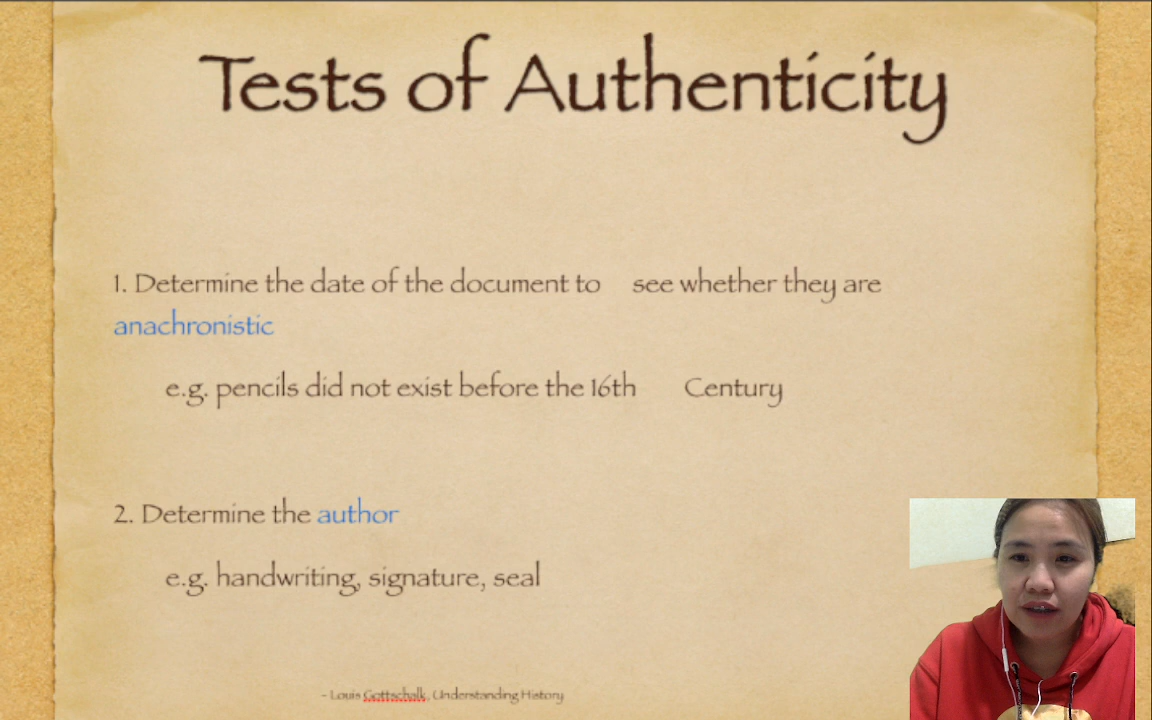 Tests of Authenticity
1. Determine the date of the document to see whether they are
anachronistic
e.g. pencils did not exist before the 16th Century
2. Determine the author
e.g. handwriting, signature, seal
- Louis Gottschalk, Understanding History